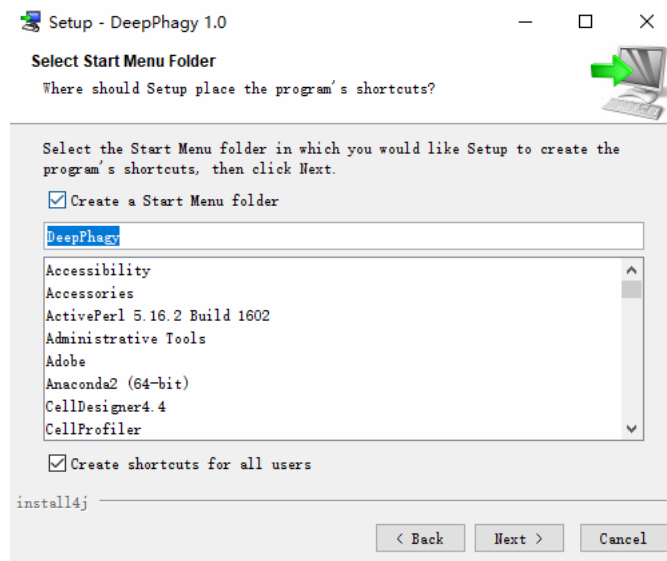 Setup - DeepPhagy 1.0
Select Start Menu Folder
Where should Setup place the program's shortcuts?
Select the Start Menu folder in which you would like Setup to create the
program's shortcuts, then click Next.
Create a Start Menu folder
DeepPhagy
Accessibility
Accessories
ActivePerl 5.16.2 Build 1602
Administrative Tools
Adobe
Anaconda2 (64-bit)
CellDesigner4.4
CellProfiler
Create shortcuts for all users
install4j
< Back Next > Cancel